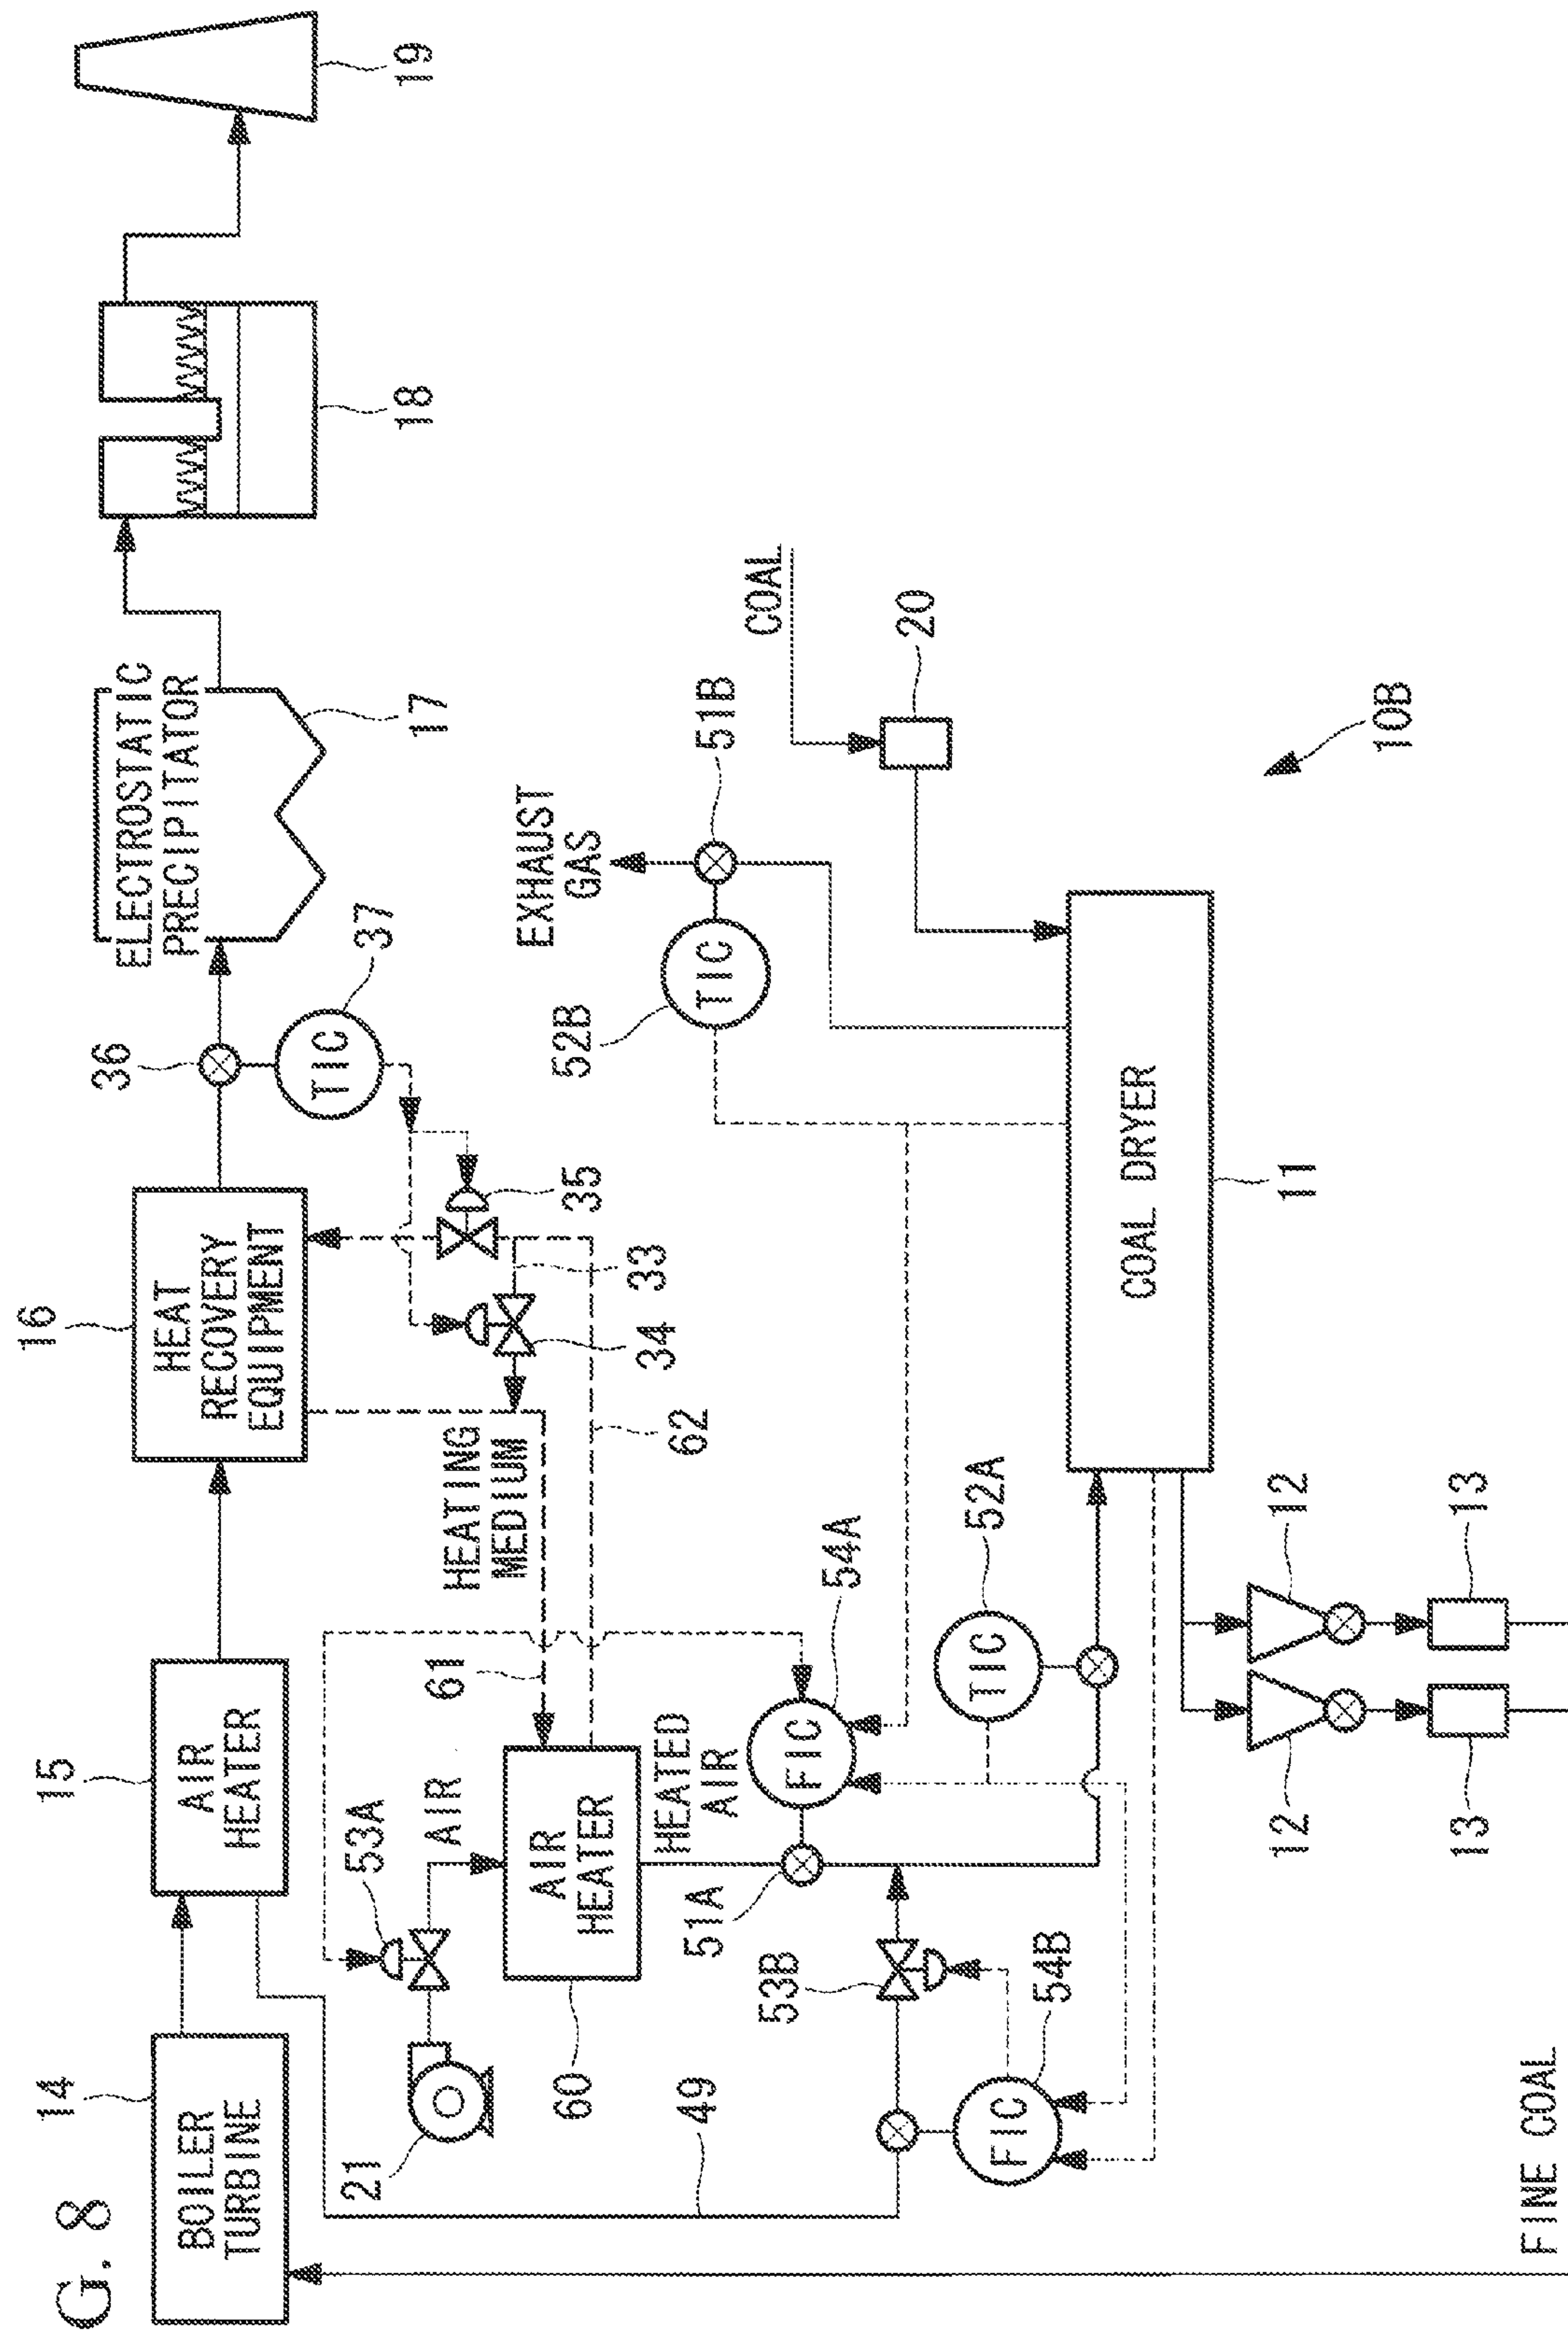 G. 8
14
BOILER
TURBINE
15
AIR
HEATER
16
HEAT
RECOVERY
EQUIPMENT
36
TIC
37
ELECTROSTATIC
PRECIPITATOR
17
18
19
21
53A
AIR
61
HEATING
MEDIUM
34
33
35
60
AIR
HEATER
HEATED
AIR
62
52B
TIC
EXHAUST
GAS
51B
COAL
20
49
51A
FIC
54A
53B
54B
FIC
TIC
52A
COAL DRYER
11
10B
12
12
13
13
FINE COAL